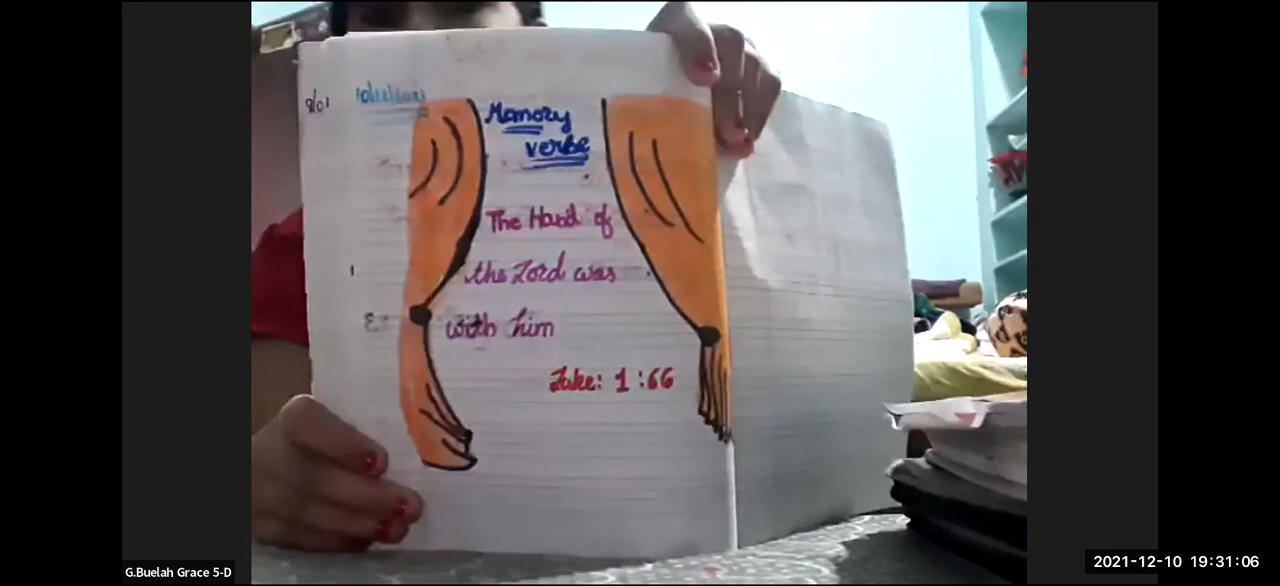 Memory
verse
The Hand of
the Lord was
with him
Luke: 1:66
G.Buelah Grace 5-D
2021-12-10 19:31:06